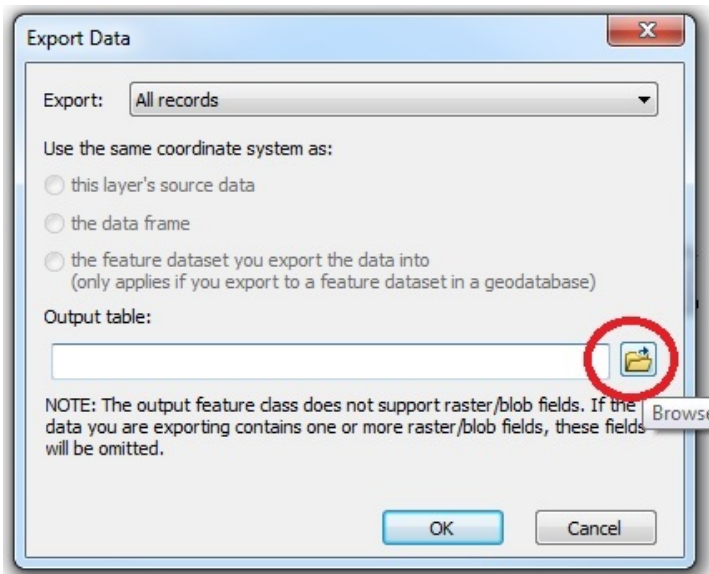 Export Data
Export: All records
Use the same coordinate system as:
this layer's source data
the data frame
the feature dataset you export the data into
(only applies if you export to a feature dataset in a geodatabase)
Output table:
NOTE: The output feature class does not support raster/blob fields. If the
Browse
data you are exporting contains one or more raster/blob fields, these fields
will be omitted.
OK Cancel